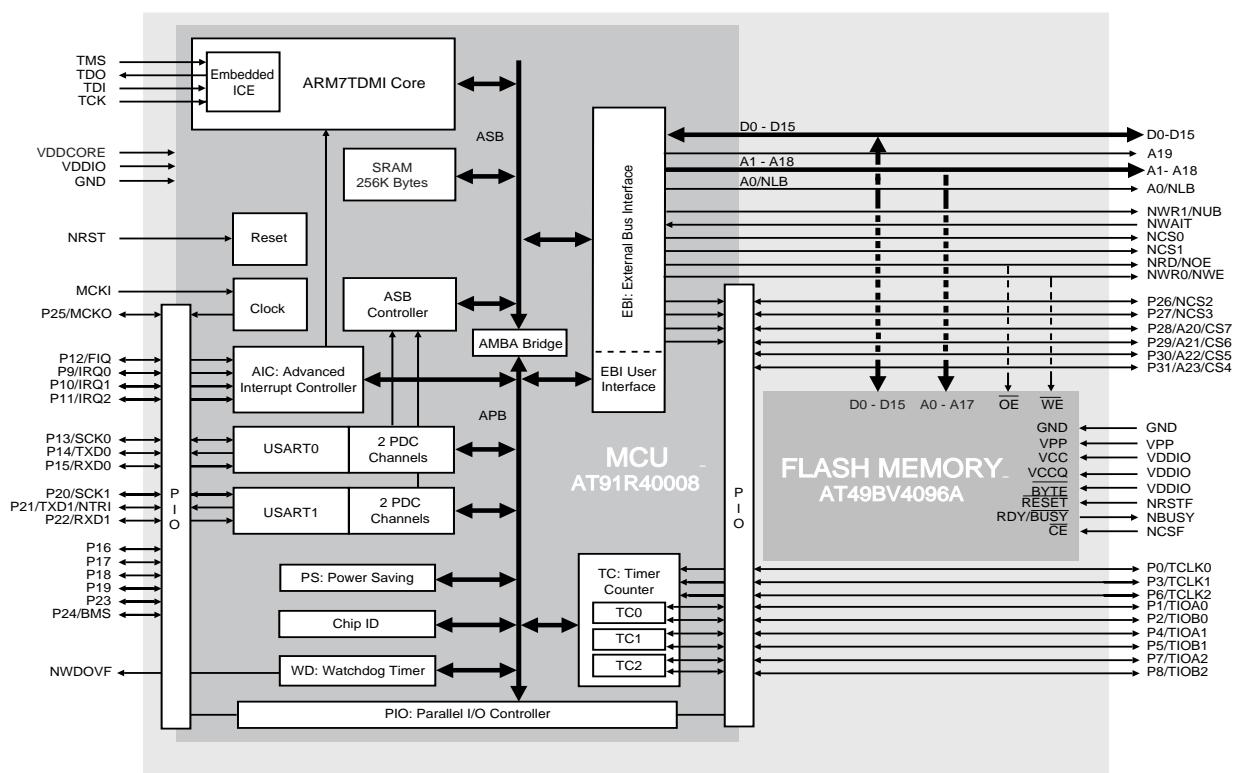 TMS
TDO
TDI
TCK
VDDCORE
VDDIO
GND
NRST
MCKI
P25/MCKO
P12/FIQ
P9/IRQ0
P10/IRQ1
P11/IRQ2
P13/SCK0
P14/TXD0
P15/RXD0
P20/SCK1
P21/TXD1/NTRI
P22/RXD1
P16
P17
P18
P19
P23
P24/BMS
NWDOVF
PIO
Embedded
ICE
ARM7TDMI Core
SRAM
256K Bytes
Reset
Clock
ASB
Controller
AIC: Advanced
Interrupt Controller
USART0
2 PDC
Channels
USART1
2 PDC
Channels
PS: Power Saving
Chip ID
WD: Watchdog Timer
PIO: Parallel I/O Controller
ASB
AMBA Bridge
APB
EBI: External Bus Interface
EBI User
Interface
MCU
AT91R40008
TC: Timer
Counter
TC0
TC1
TC2
PIO
D0 - D15
A1 - A18
A0/NLB
D0 - D15
A0 - A17
OE
WE
FLASH MEMORY
AT49BV4096A
GND
VPP
VCC
VCCQ
BYTE
RESET
RDY/BUSY
CE
D0-D15
A19
A1- A18
A0/NLB
NWR1/NUB
NWAIT
NCS0
NCS1
NRD/NOE
NWR0/NWE
P26/NCS2
P27/NCS3
P28/A20/CS7
P29/A21/CS6
P30/A22/CS5
P31/A23/CS4
GND
VPP
VDDIO
VDDIO
VDDIO
NRSTF
NBUSY
NCSF
P0/TCLK0
P3/TCLK1
P6/TCLK2
P1/TIOA0
P2/TIOB0
P4/TIOA1
P5/TIOB1
P7/TIOA2
P8/TIOB2